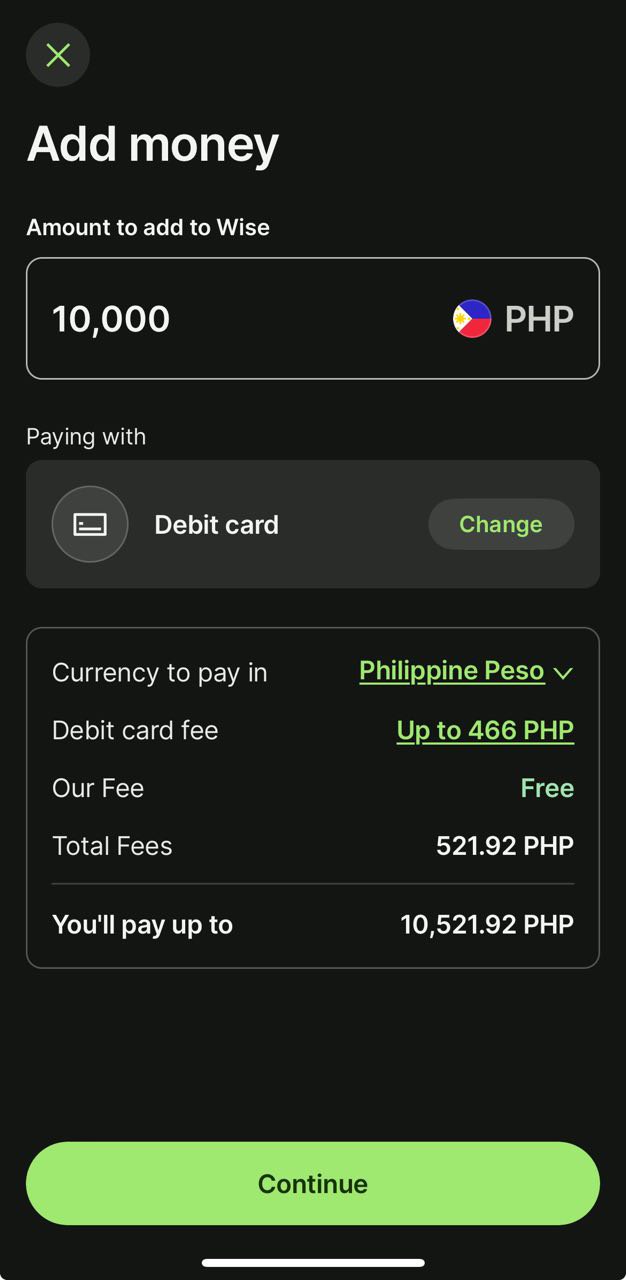 Add money
Amount to add to Wise
10,000 PHP
Paying with
Debit card Change
Currency to pay in Philippine Peso
Debit card fee Up to 466 PHP
Our Fee Free
Total Fees 521.92 PHP
You'll pay up to 10,521.92 PHP
Continue